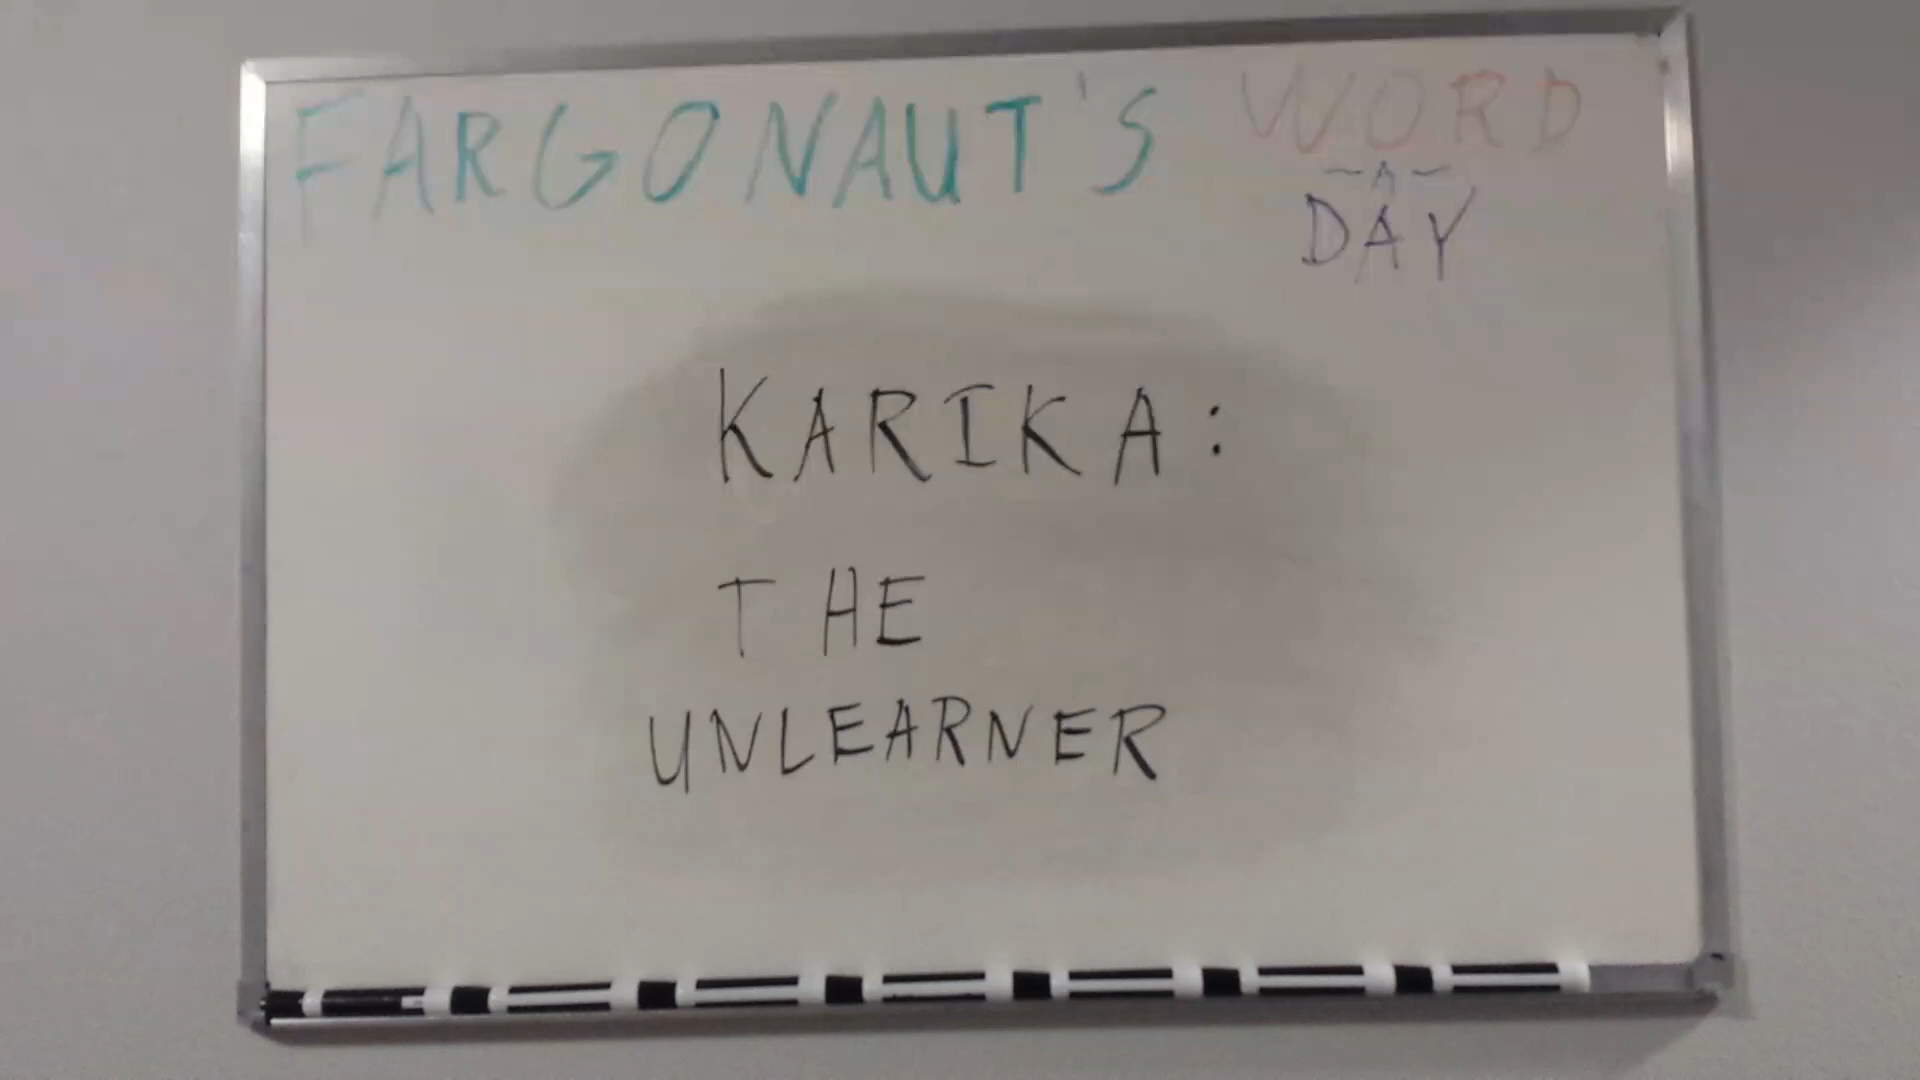 FARGONAUT'S WORD
-A-
DAY
KARIKA:
THE
UNLEARNER